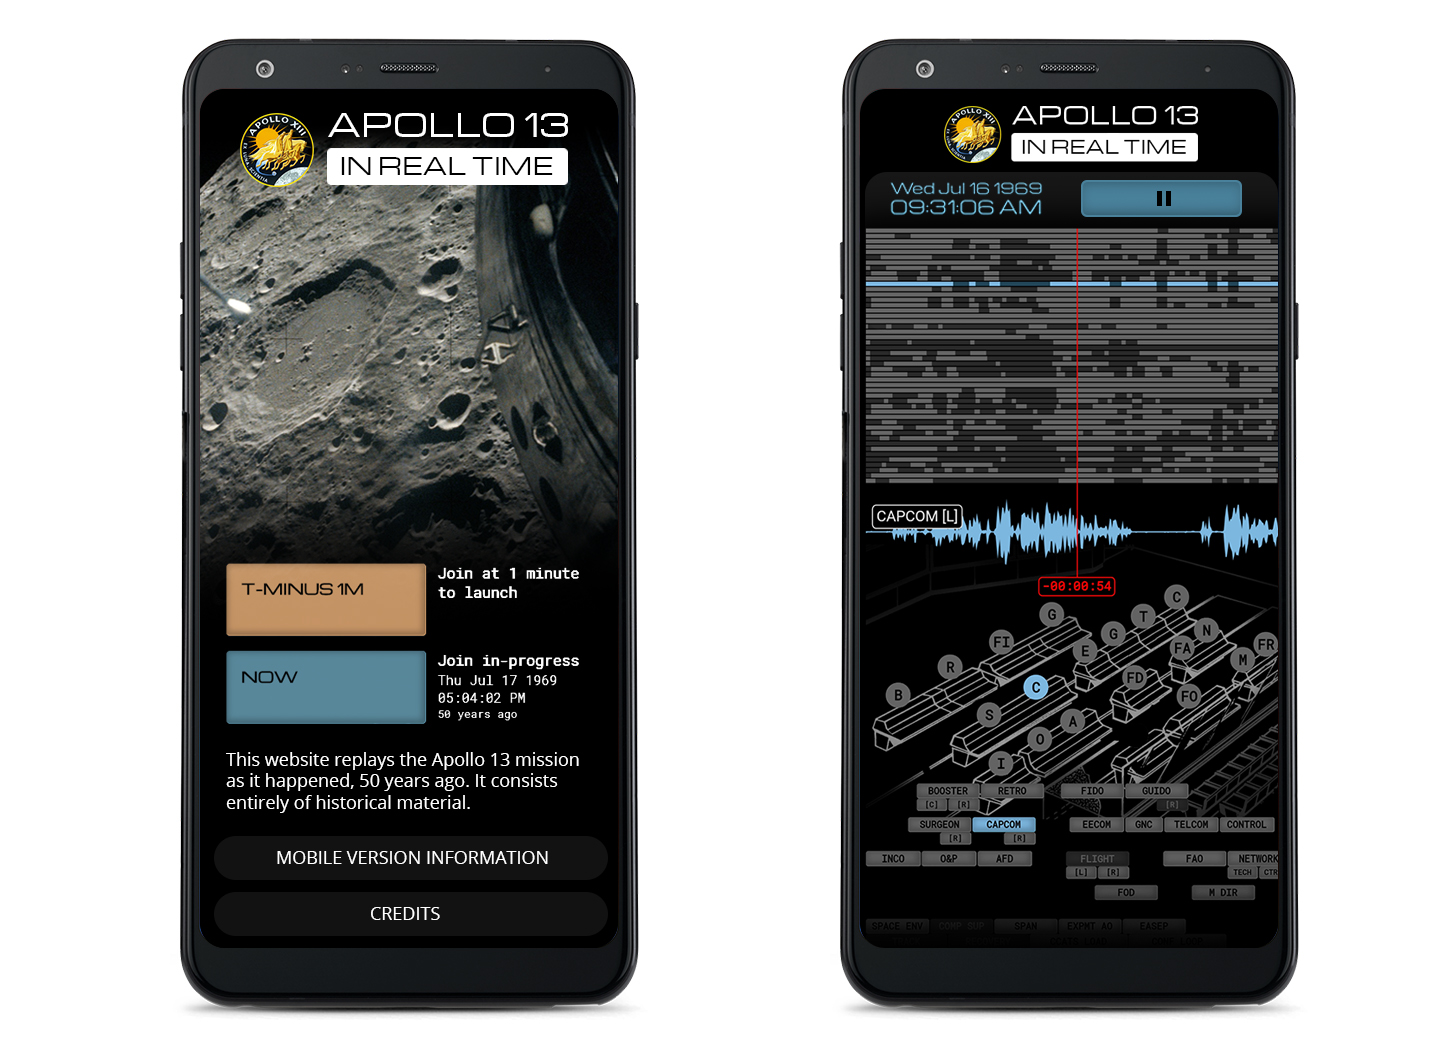 APOLLO XIII
EX LUNA, SCIENTIA
APOLLO 13
IN REAL TIME
T-MINUS 1M
Join at 1 minute
to launch
NOW
Join in-progress
Thu Jul 17 1969
05:04:02 PM
50 years ago
This website replays the Apollo 13 mission
as it happened, 50 years ago. It consists
entirely of historical material.
MOBILE VERSION INFORMATION
CREDITS
APOLLO XIII
APOLLO 13
IN REAL TIME
Wed Jul 16 1969
09:31:06 AM
CAPCOM [L]
-00:00:54
C
G
T
G
N
FI
E
FA
FR
R
M
B
C
FD
FO
S
A
O
I
BOOSTER RETRO FIDO GUIDO
[C] [R] [R]
SURGEON CAPCOM EECOM GNC TELCOM CONTROL
[R] [R]
INCO O&P AFD FLIGHT FAO NETWORK
[L] [R] TECH CTR
FOD M DIR
SPACE ENV COMP SUP SPAN EXPMT AO EASEP